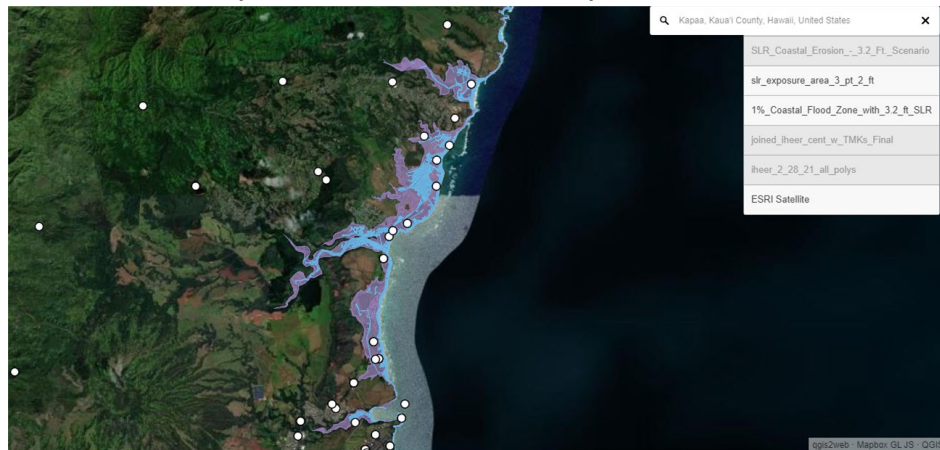 Kapaa, Kauaʻi County, Hawaii, United States
SLR_Coastal_Erosion_-_3.2_Ft._Scenario
slr_exposure_area_3_pt_2_ft
1%_Coastal_Flood_Zone_with_3.2_ft_SLR
joined_iheer_cent_w_TMKs_Final
iheer_2_28_21_all_polys
ESRI Satellite
qgis2web · Mapbox GL JS · QGIS